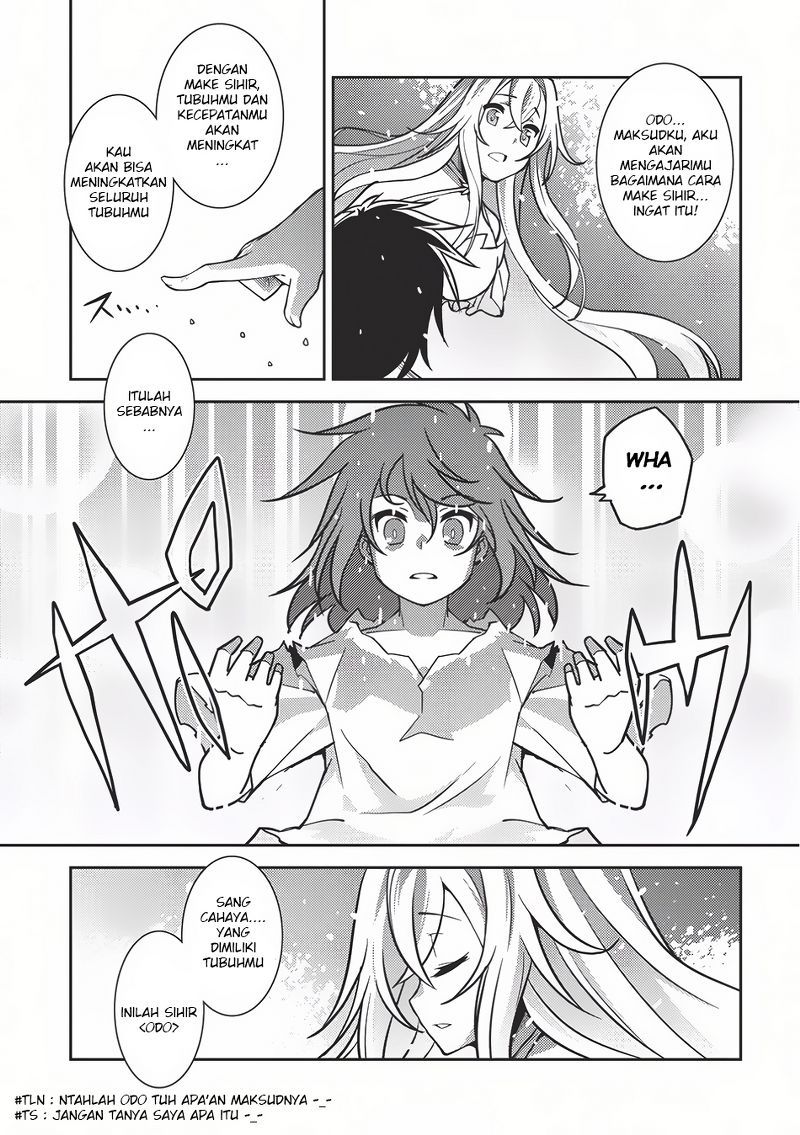 ODO...
MAKSUDKU, AKU
AKAN
MENGAJARIMU
BAGAIMANA CARA
MAKE SIHIR...
INGAT ITU!
DENGAN
MAKE SIHIR,
TUBUHMU DAN
KECEPATANMU
AKAN
MENINGKAT
...
KAU
AKAN BISA
MENINGKATKAN
SELURUH
TUBUHMU
ス…‥
ITULAH
SEBABNYA
...
WHA
...
サ
ァ
SANG
CAHAYA....
YANG
DIMILIKI
TUBUHMU
INILAH SIHIR
<ODO>
#TLN : NTAHLAH ODO TUH APA'AN MAKSUDNYA -_-
#TS : JANGAN TANYA SAYA APA ITU -_-